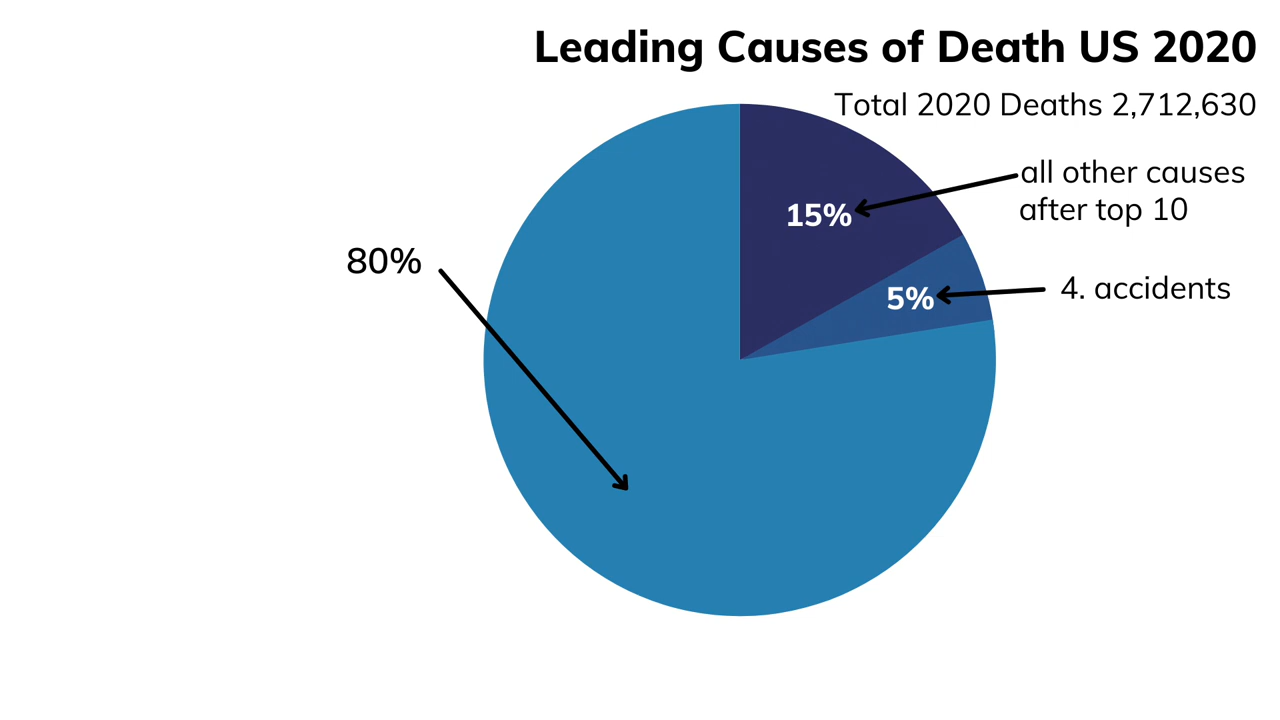 Leading Causes of Death US 2020
Total 2020 Deaths 2,712,630
all other causes
after top 10
15%
80%
5%
4. accidents